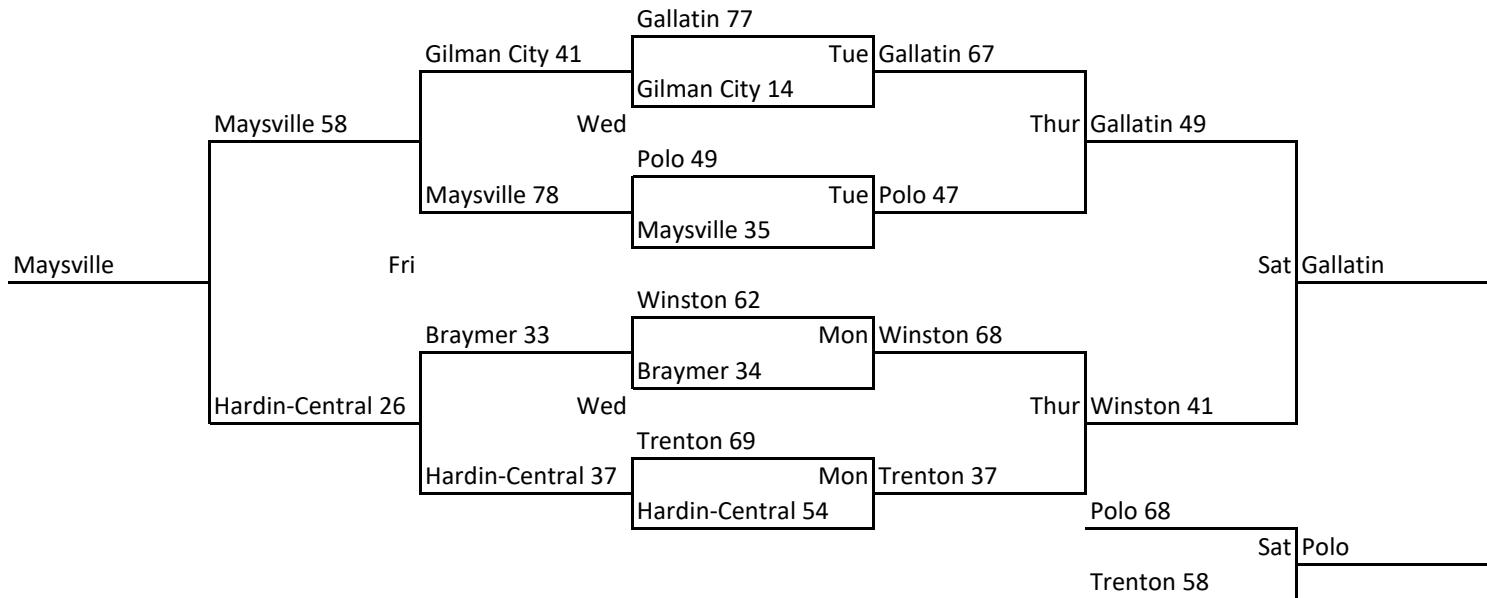 Gallatin 77
Gilman City 41
Tue
Gallatin 67
Gilman City 14
Maysville 58
Wed
Thur
Gallatin 49
Polo 49
Maysville 78
Tue
Polo 47
Maysville 35
Maysville
Fri
Sat
Gallatin
Winston 62
Braymer 33
Mon
Winston 68
Braymer 34
Hardin-Central 26
Wed
Thur
Winston 41
Trenton 69
Hardin-Central 37
Mon
Trenton 37
Hardin-Central 54
Polo 68
Sat
Polo
Trenton 58